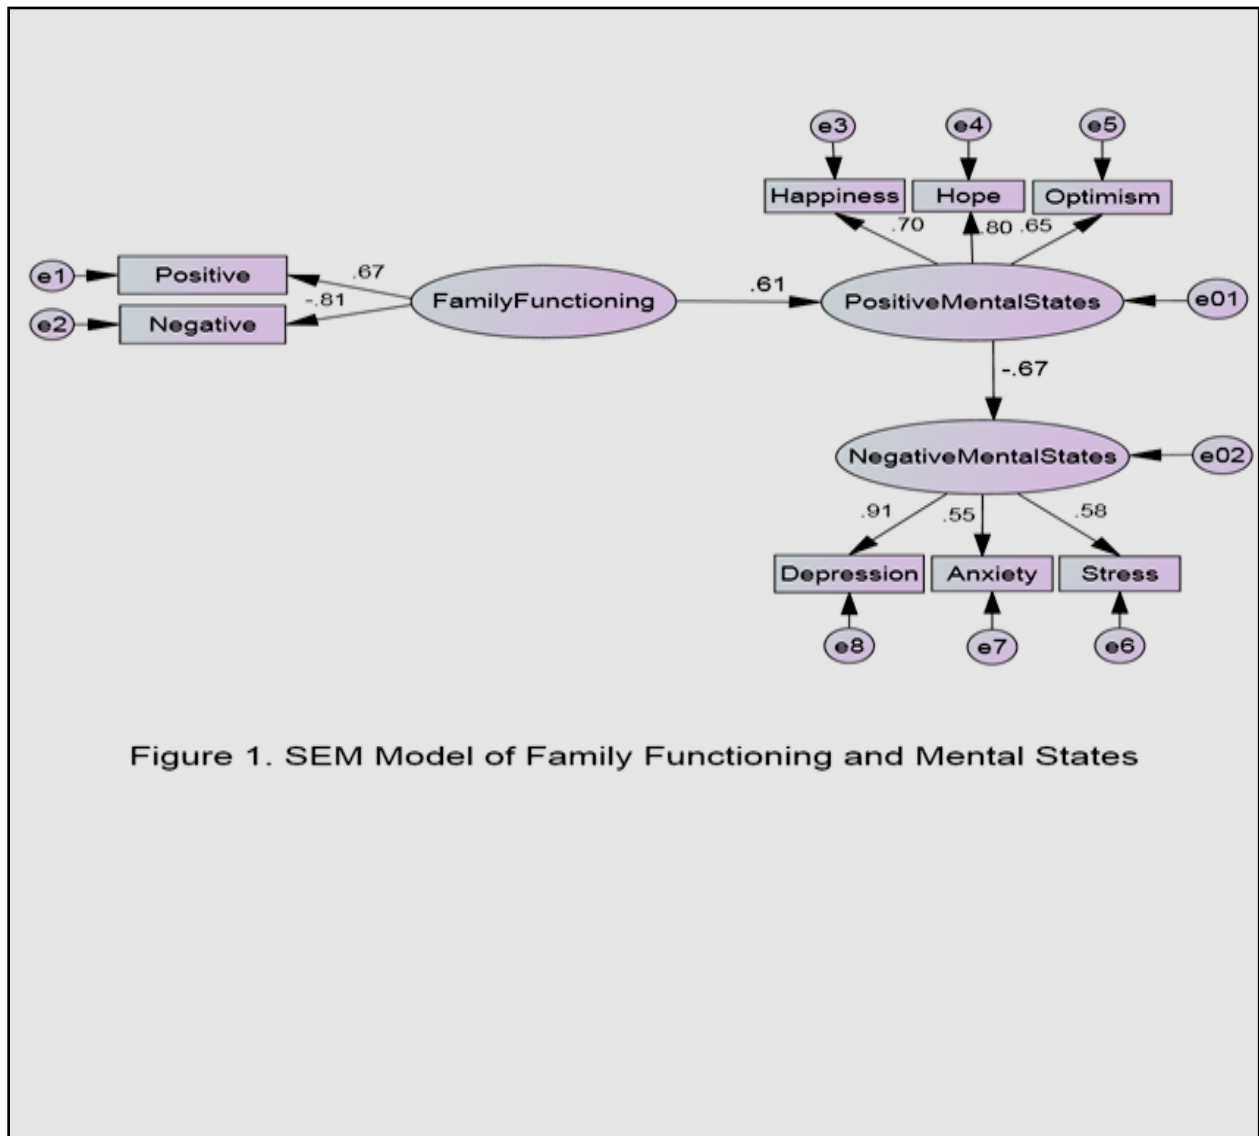 e3 e4 e5
Happiness Hope Optimism
.70 .80 .65
e1 Positive .67
FamilyFunctioning .61 PositiveMentalStates e01
-.81
e2 Negative
-.67
NegativeMentalStates e02
.91 .55 .58
Depression Anxiety Stress
e8 e7 e6
Figure 1. SEM Model of Family Functioning and Mental States